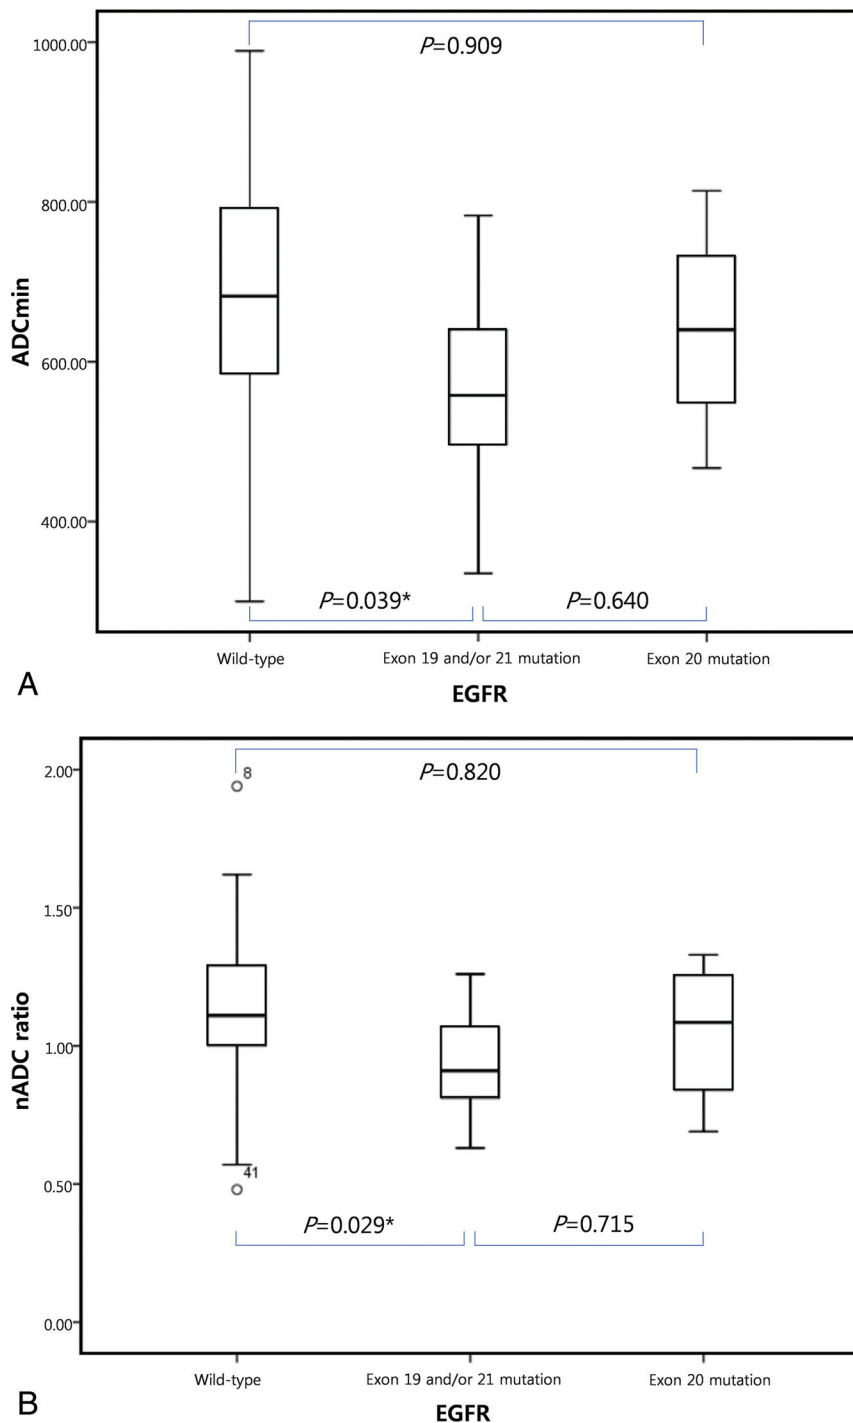 1000.00
P=0.909
800.00
ADCmin
600.00
400.00
P=0.039*
P=0.640
Wild-type
Exon 19 and/or 21 mutation
Exon 20 mutation
A
EGFR
2.00
8
P=0.820
1.50
nADC ratio
1.00
41
0.50
P=0.029*
P=0.715
0.00
Wild-type
Exon 19 and/or 21 mutation
Exon 20 mutation
B
EGFR